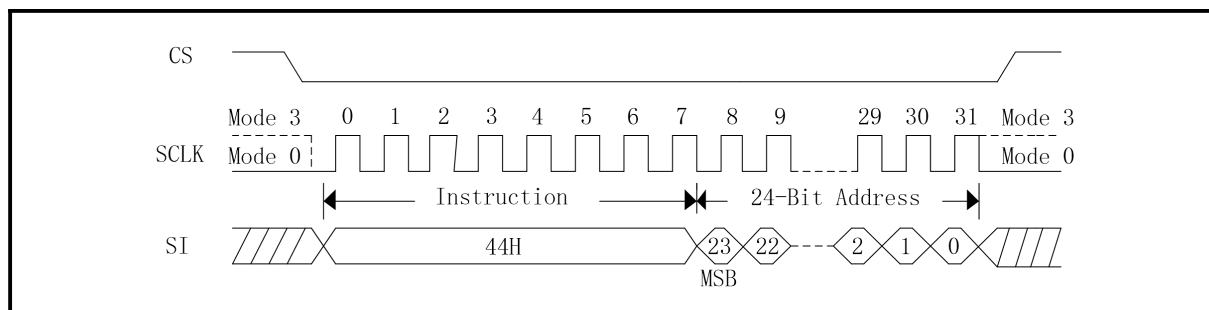 CS
Mode 3 0 1 2 3 4 5 6 7 8 9 29 30 31 Mode 3
SCLK Mode 0 Mode 0
Instruction 24-Bit Address
SI 44H 23 22 2 1 0
MSB